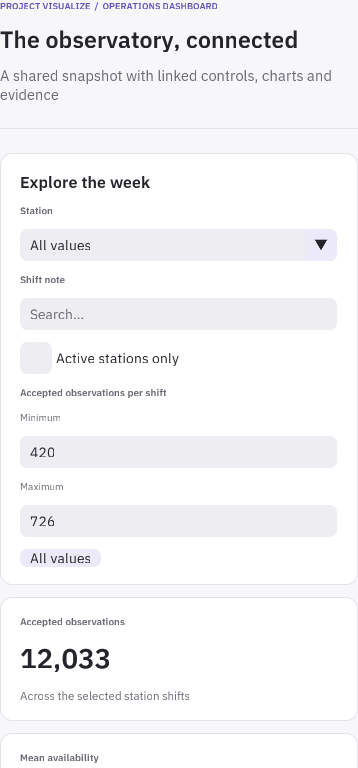 PROJECT VISUALIZE / OPERATIONS DASHBOARD
The observatory, connected
A shared snapshot with linked controls, charts and
evidence
Explore the week
Station
All values
Shift note
Search...
Active stations only
Accepted observations per shift
Minimum
420
Maximum
726
All values
Accepted observations
12,033
Across the selected station shifts
Mean availability